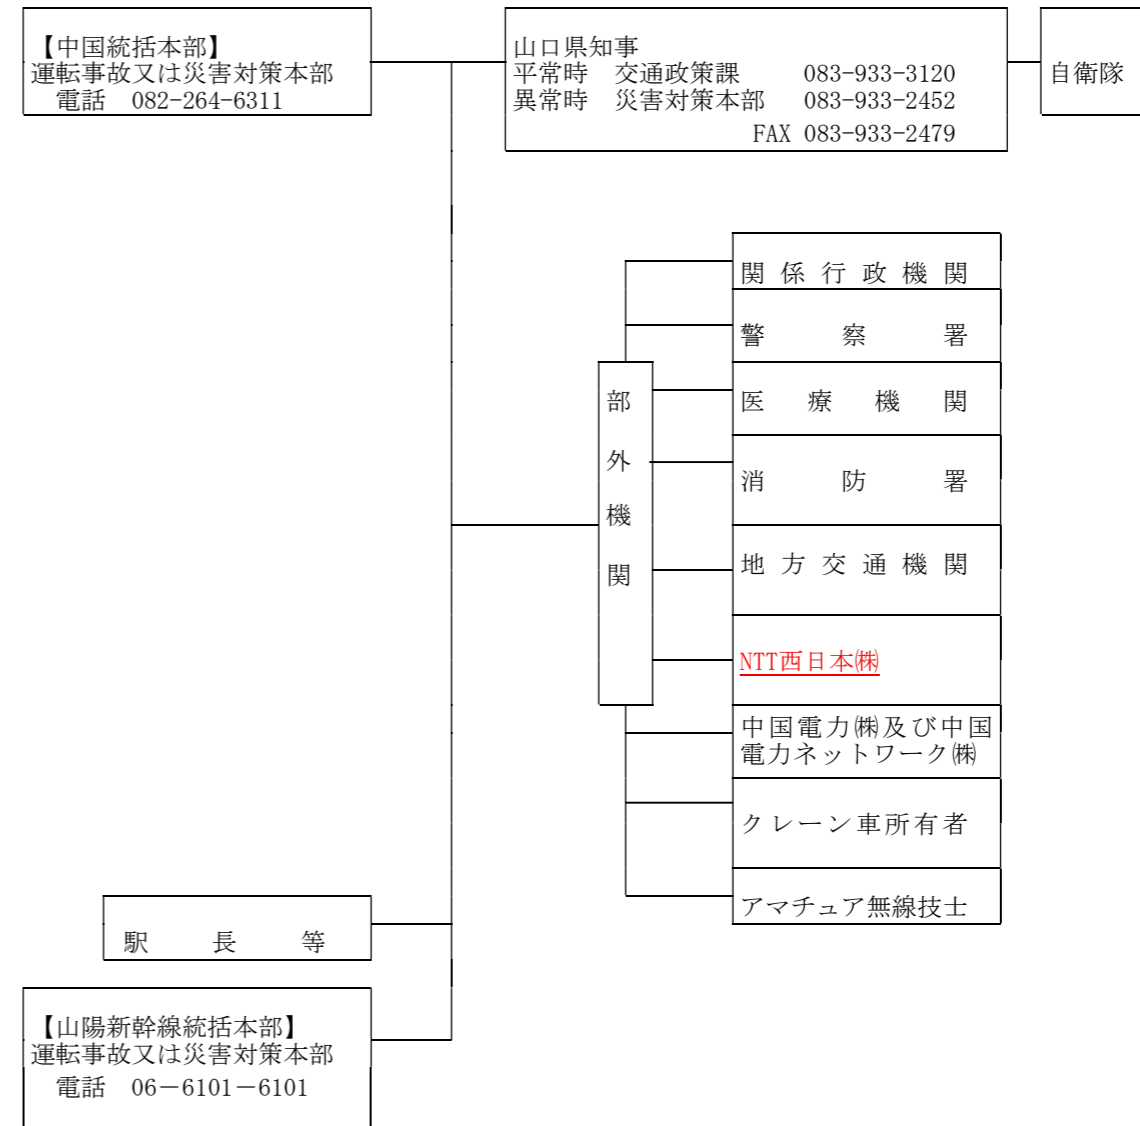 【中国統括本部】
運転事故又は災害対策本部
電話 082-264-6311
山口県知事
平常時 交通政策課 083-933-3120
異常時 災害対策本部 083-933-2452
FAX 083-933-2479
自衛隊
関係行政機関
警察署
医療機関
消防署
地方交通機関
NTT西日本㈱
中国電力㈱及び中国
電力ネットワーク㈱
クレーン車所有者
アマチュア無線技士
部外機関
駅長等
【山陽新幹線統括本部】
運転事故又は災害対策本部
電話 06－6101－6101